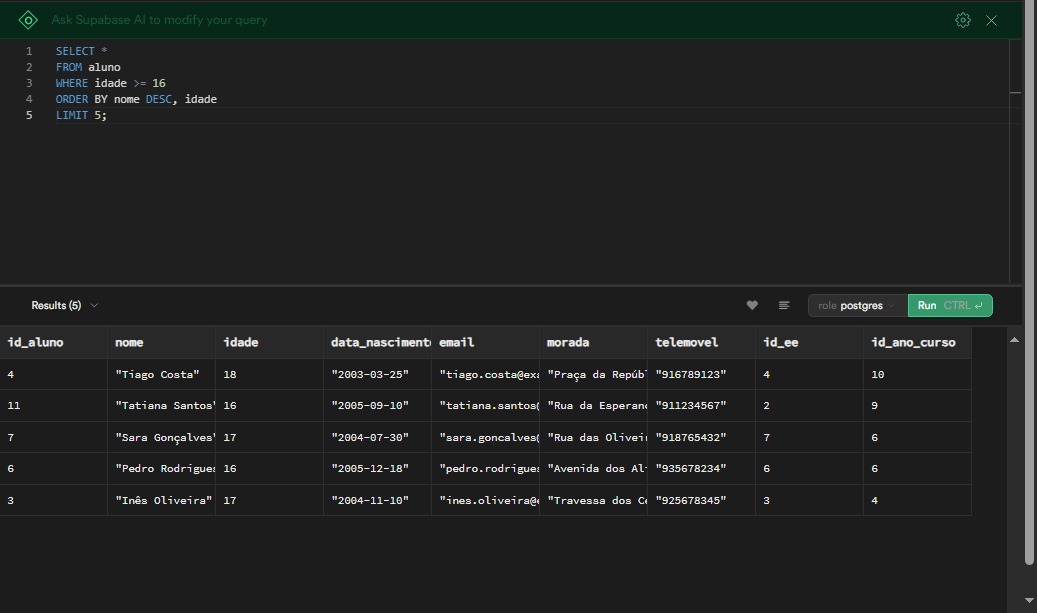 Ask Supabase AI to modify your query
1 SELECT *
2 FROM aluno
3 WHERE idade >= 16
4 ORDER BY nome DESC, idade
5 LIMIT 5;
Results (5) role postgres Run CTRL ↵
id_aluno nome idade data_nasciment email morada telemovel id_ee id_ano_curso
4 "Tiago Costa" 18 "2003-03-25" "tiago.costa@exa "Praça da Repúbl "916789123" 4 10
11 "Tatiana Santos" 16 "2005-09-10" "tatiana.santos@ "Rua da Esperan "911234567" 2 9
7 "Sara Gonçalves" 17 "2004-07-30" "sara.goncalves@ "Rua das Olivei "918765432" 7 6
6 "Pedro Rodrigues 16 "2005-12-18" "pedro.rodrigues "Avenida dos Al "935678234" 6 6
3 "Inês Oliveira" 17 "2004-11-10" "ines.oliveira@e "Travessa dos Ce "925678345" 3 4